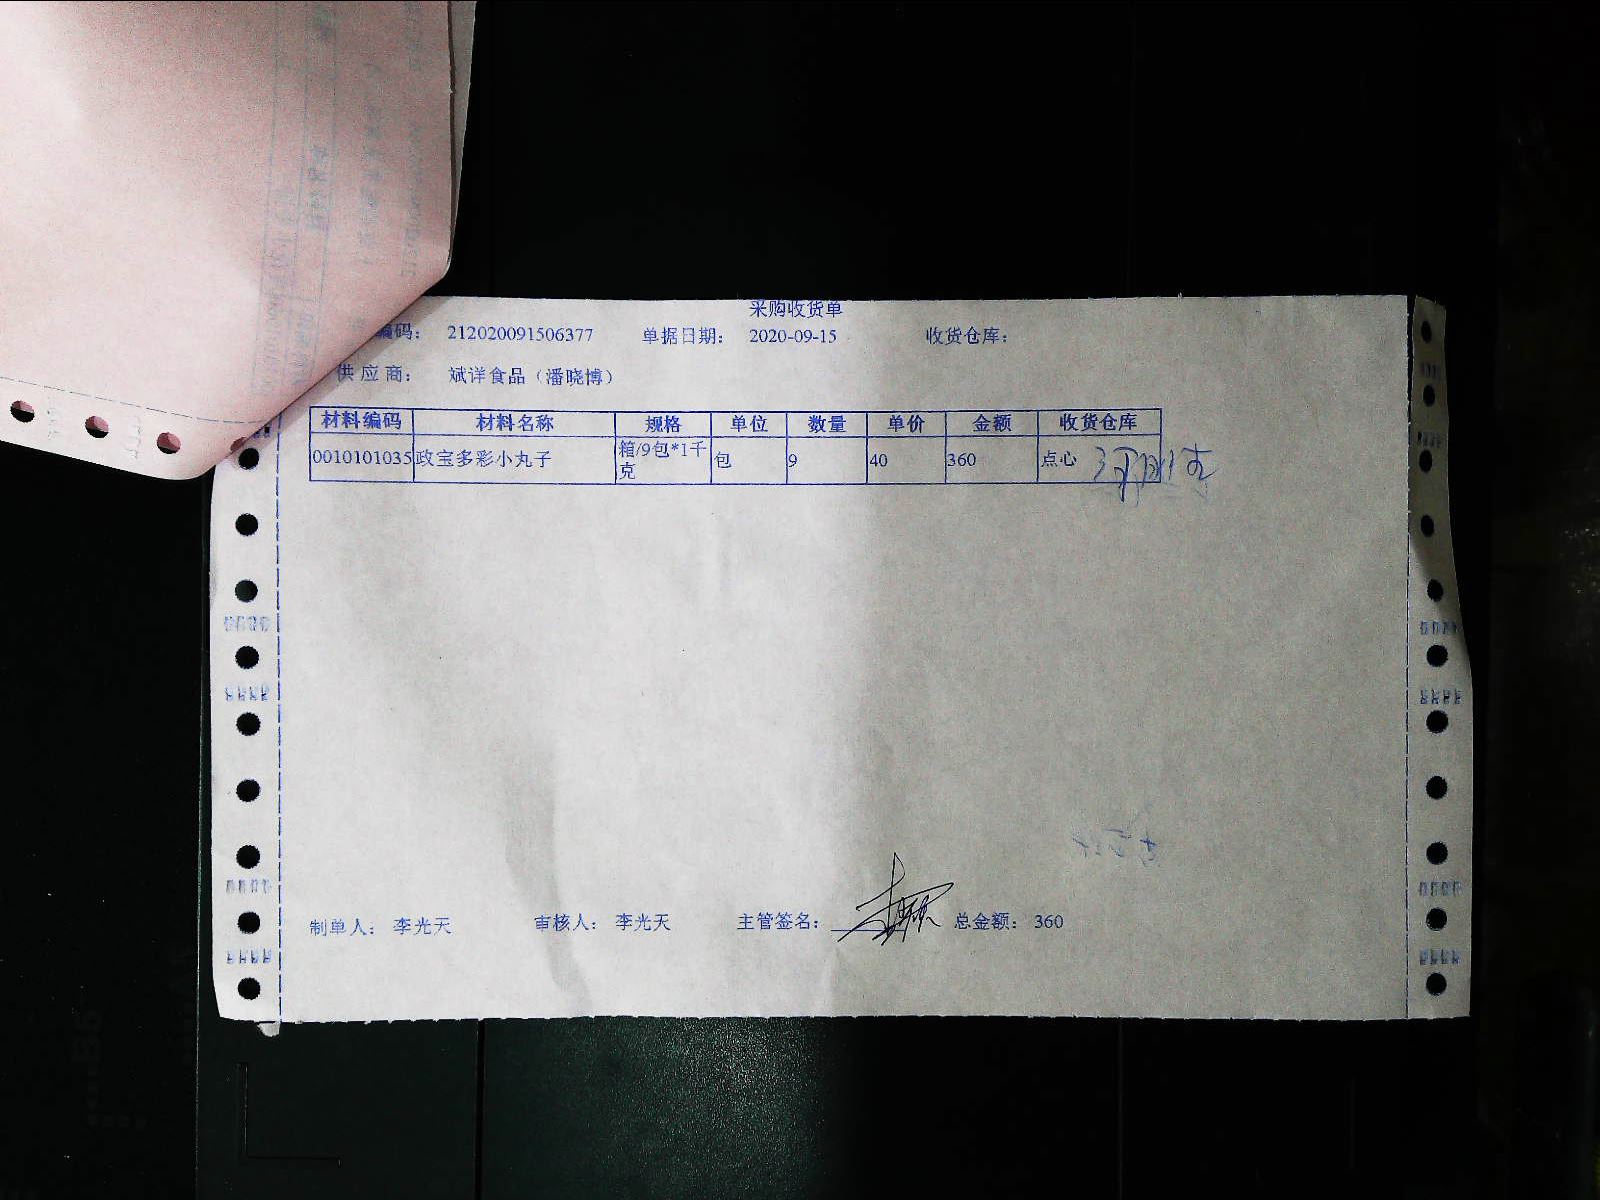 采购收货单
编码： 212020091506377 单据日期： 2020-09-15 收货仓库：
供应商： 斌洋食品（潘晓博）
材料编码 材料名称 规格 单位 数量 单价 金额 收货仓库
0010101035 政宝多彩小丸子 箱/9包*1千克 包 9 40 360 点心
制单人： 李光天 审核人： 李光天 主管签名： 总金额： 360